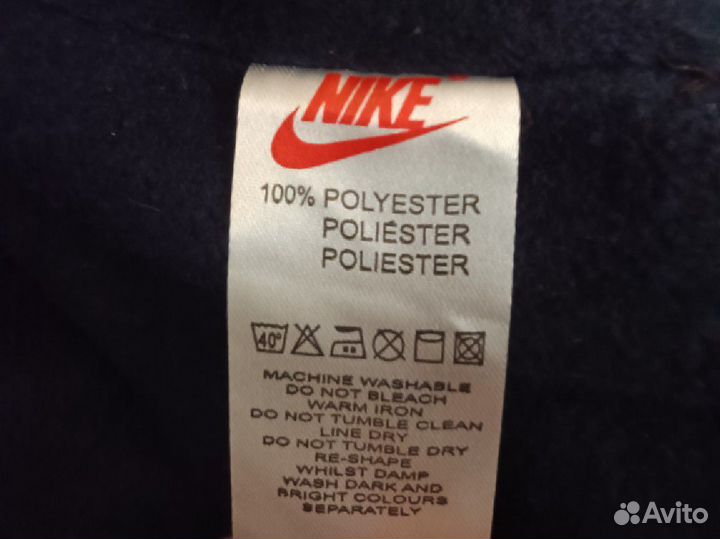 NIKE
100% POLYESTER
POLIÉSTER
POLIESTER
40°
MACHINE WASHABLE
DO NOT BLEACH
WARM IRON
DO NOT TUMBLE CLEAN
LINE DRY
DO NOT TUMBLE DRY
RE-SHAPE
WHILST DAMP
WASH DARK AND
BRIGHT COLOURS
SEPARATELY
Avito